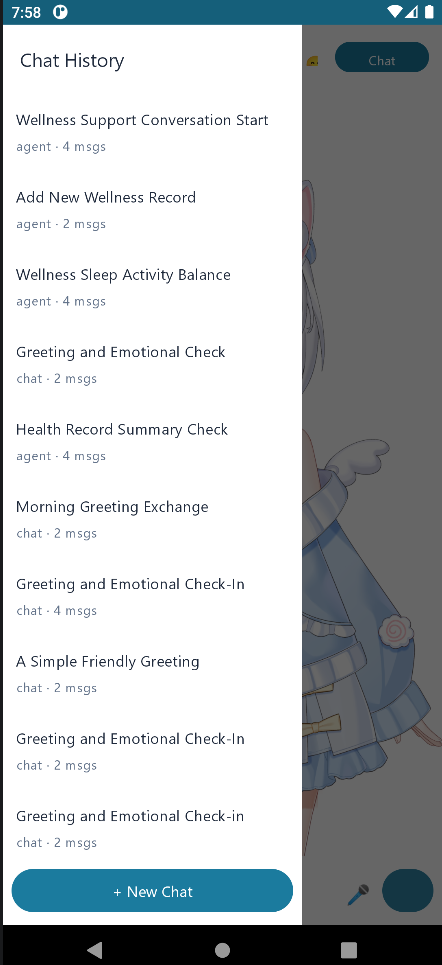 7:58
Chat History
Chat
Wellness Support Conversation Start
agent · 4 msgs
Add New Wellness Record
agent · 2 msgs
Wellness Sleep Activity Balance
agent · 4 msgs
Greeting and Emotional Check
chat · 2 msgs
Health Record Summary Check
agent · 4 msgs
Morning Greeting Exchange
chat · 2 msgs
Greeting and Emotional Check-In
chat · 4 msgs
A Simple Friendly Greeting
chat · 2 msgs
Greeting and Emotional Check-In
chat · 2 msgs
Greeting and Emotional Check-in
chat · 2 msgs
+ New Chat